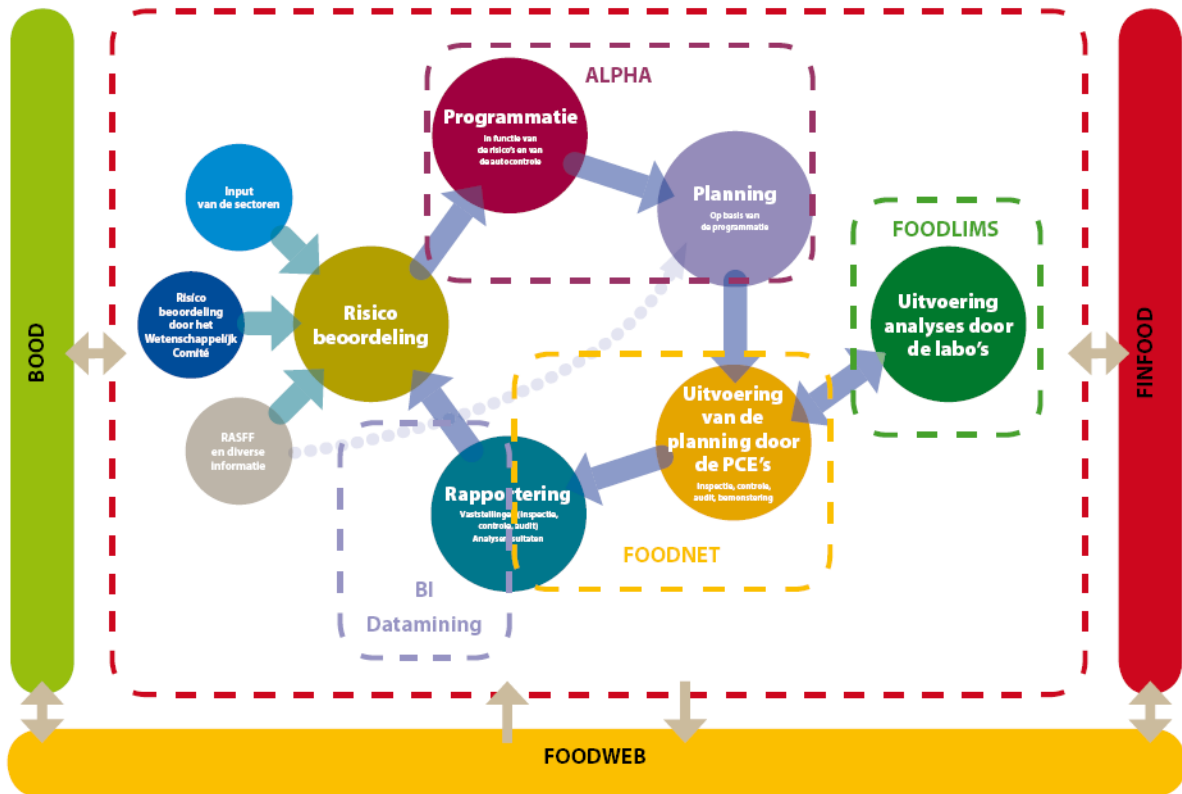 ALPHA
Programmatie
In functie van
de risico's en van
de autocontrole
Planning
Op basis van
de programmatie
Input
van de sectoren
FOODLIMS
Uitvoering
analyses door
de labo's
Risico
beoordeling
door het
Wetenschappelijk
Comité
Risico
beoordeling
BOOD
FINFOOD
Uitvoering
van de
planning door
de PCE's
Inspectie, controle,
audit, bemonstering
RASFF
en diverse
informatie
Rapportering
Vaststellingen (inspectie,
controle, audit)
Analyseresultaten
FOODNET
BI
Datamining
FOODWEB